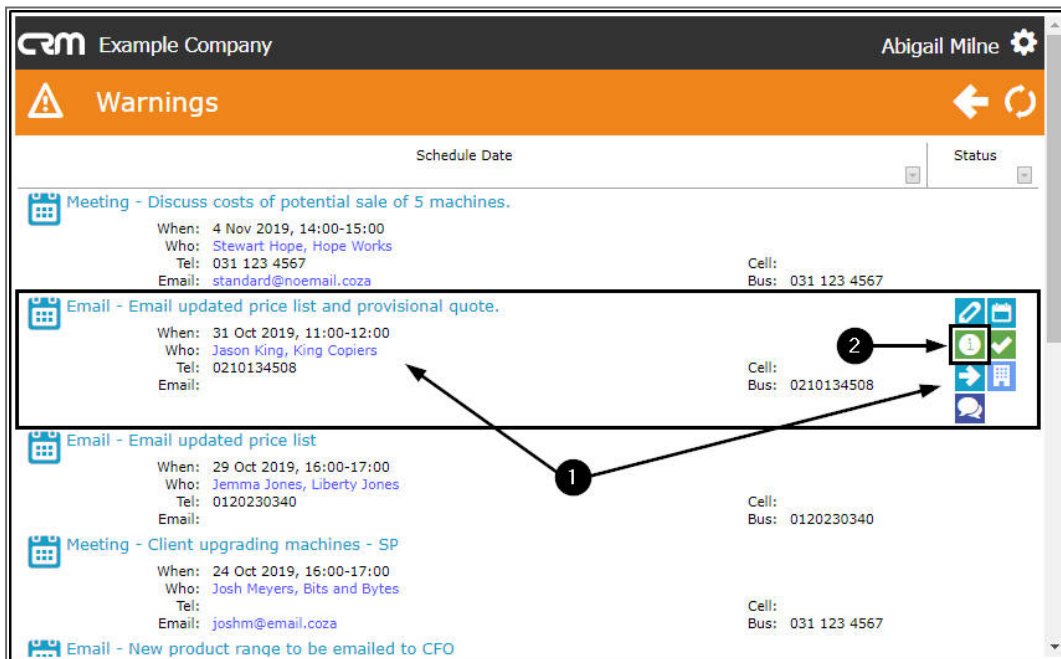 CRM Example Company Abigail Milne
Warnings
Schedule Date Status
Meeting - Discuss costs of potential sale of 5 machines.
When: 4 Nov 2019, 14:00-15:00
Who: Stewart Hope, Hope Works
Tel: 031 123 4567 Cell:
Email: standard@noemail.coza Bus: 031 123 4567
Email - Email updated price list and provisional quote.
When: 31 Oct 2019, 11:00-12:00 2
Who: Jason King, King Copiers
Tel: 0210134508 Cell:
Email: Bus: 0210134508
Email - Email updated price list
When: 29 Oct 2019, 16:00-17:00
Who: Jemma Jones, Liberty Jones 1
Tel: 0120230340 Cell:
Email: Bus: 0120230340
Meeting - Client upgrading machines - SP
When: 24 Oct 2019, 16:00-17:00
Who: Josh Meyers, Bits and Bytes
Tel: Cell:
Email: joshm@email.coza Bus: 031 123 4567
Email - New product range to be emailed to CFO